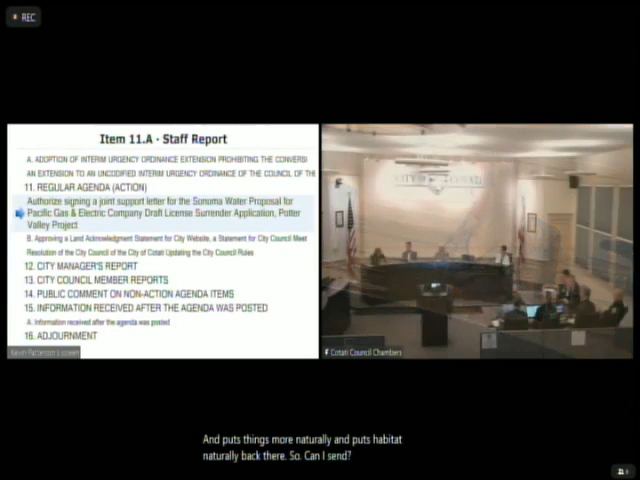 REC
Item 11.A - Staff Report
A. ADOPTION OF INTERIM URGENCY ORDINANCE EXTENSION PROHIBITING THE CONVERSI
AN EXTENSION TO AN UNCODIFIED INTERIM URGENCY ORDINANCE OF THE COUNCIL OF THE
11. REGULAR AGENDA (ACTION)
Authorize signing a joint support letter for the Sonoma Water Proposal for
Pacific Gas & Electric Company Draft License Surrender Application, Potter
Valley Project
B. Approving a Land Acknowledgment Statement for City Website, a Statement for City Council Meet
Resolution of the City Council of the City of Cotati Updating the City Council Rules
12. CITY MANAGER'S REPORT
13. CITY COUNCIL MEMBER REPORTS
14. PUBLIC COMMENT ON NON-ACTION AGENDA ITEMS
15. INFORMATION RECEIVED AFTER THE AGENDA WAS POSTED
A. Information received after the agenda was posted
16. ADJOURNMENT
Kevin Patterson
Cotati Council Chambers
And puts things more naturally and puts habitat
naturally back there. So. Can I send?